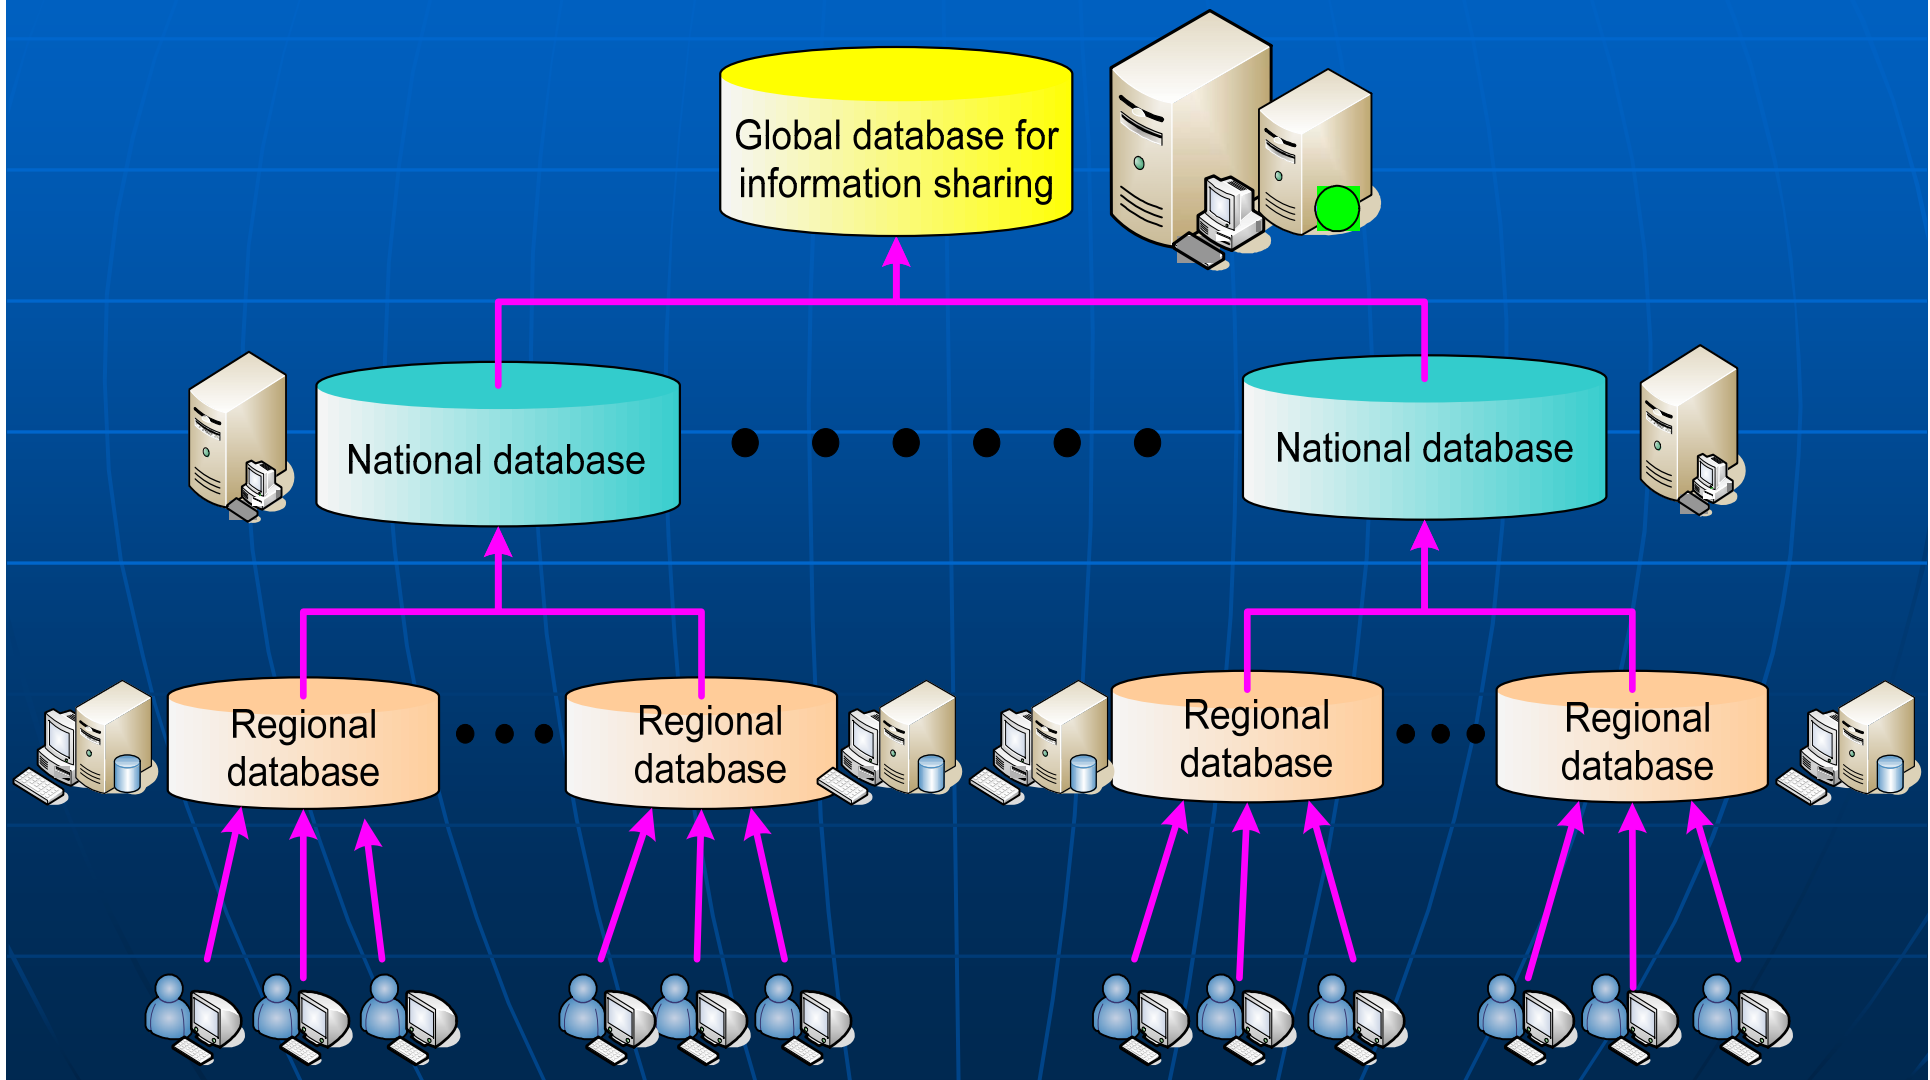 Global database for
information sharing
National database
National database
Regional
database
Regional
database
Regional
database
Regional
database